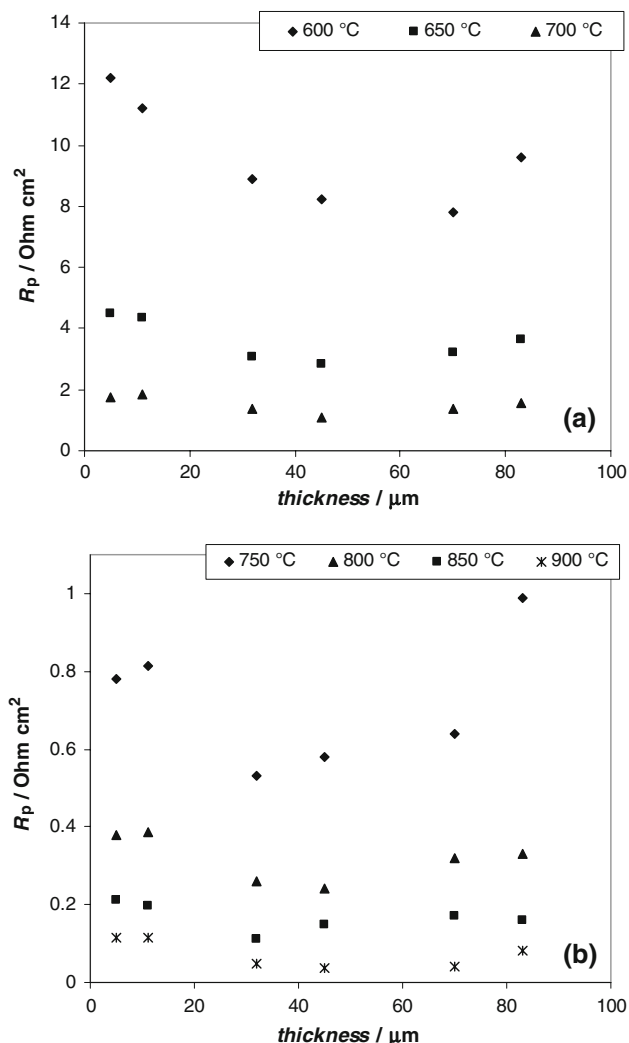 14
12
10
8
6
4
2
0
R_p / Ohm cm²
600 °C 650 °C 700 °C
(a)
0 20 40 60 80 100
thickness / μm
1
0.8
0.6
0.4
0.2
0
R_p / Ohm cm²
750 °C 800 °C 850 °C 900 °C
(b)
0 20 40 60 80 100
thickness / μm